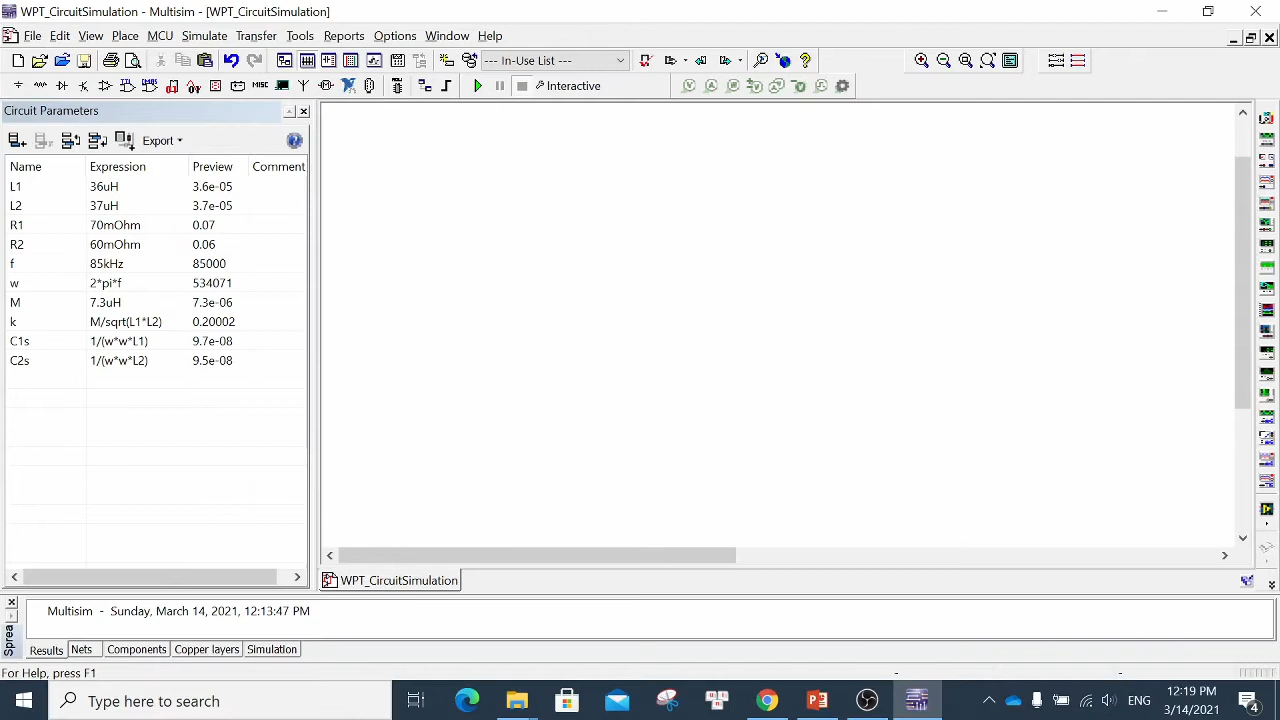 WPT_CircuitSimulation - Multisim - [WPT_CircuitSimulation]
File Edit View Place MCU Simulate Transfer Tools Reports Options Window Help
--- In-Use List ---
MISC Interactive
Circuit Parameters
Export
Name Expression Preview Comment
L1 36uH 3.6e-05
L2 37uH 3.7e-05
R1 70mOhm 0.07
R2 60mOhm 0.06
f 85kHz 85000
w 2*pi*f 534071
M 7.3uH 7.3e-06
k M/sqrt(L1*L2) 0.20002
C1s 1/(w*w*L1) 9.7e-08
C2s 1/(w*w*L2) 9.5e-08
WPT_CircuitSimulation
Multisim - Sunday, March 14, 2021, 12:13:47 PM
Sprea
Results Nets Components Copper layers Simulation
For Help, press F1
Type here to search
ENG
12:19 PM
3/14/2021
4